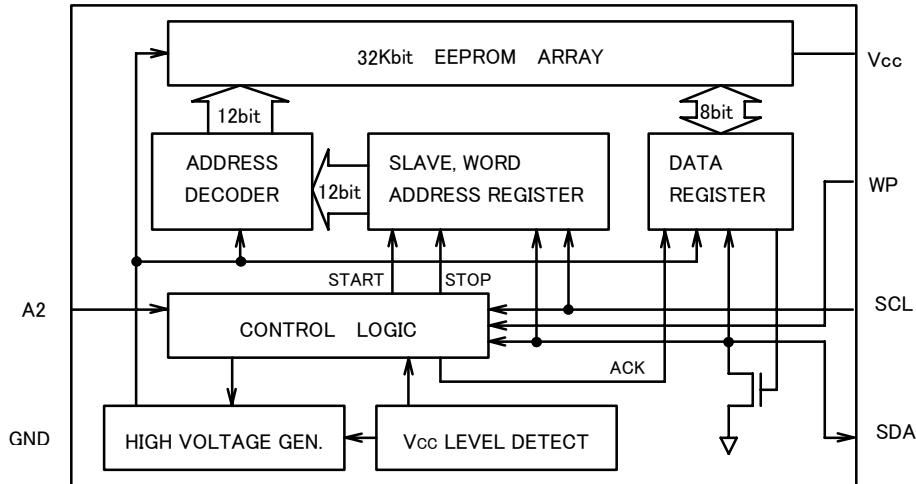 32Kbit EEPROM ARRAY
Vcc
12bit
8bit
ADDRESS
DECODER
12bit
SLAVE, WORD
ADDRESS REGISTER
DATA
REGISTER
WP
START
STOP
A2
CONTROL LOGIC
SCL
ACK
GND
HIGH VOLTAGE GEN.
Vcc LEVEL DETECT
SDA